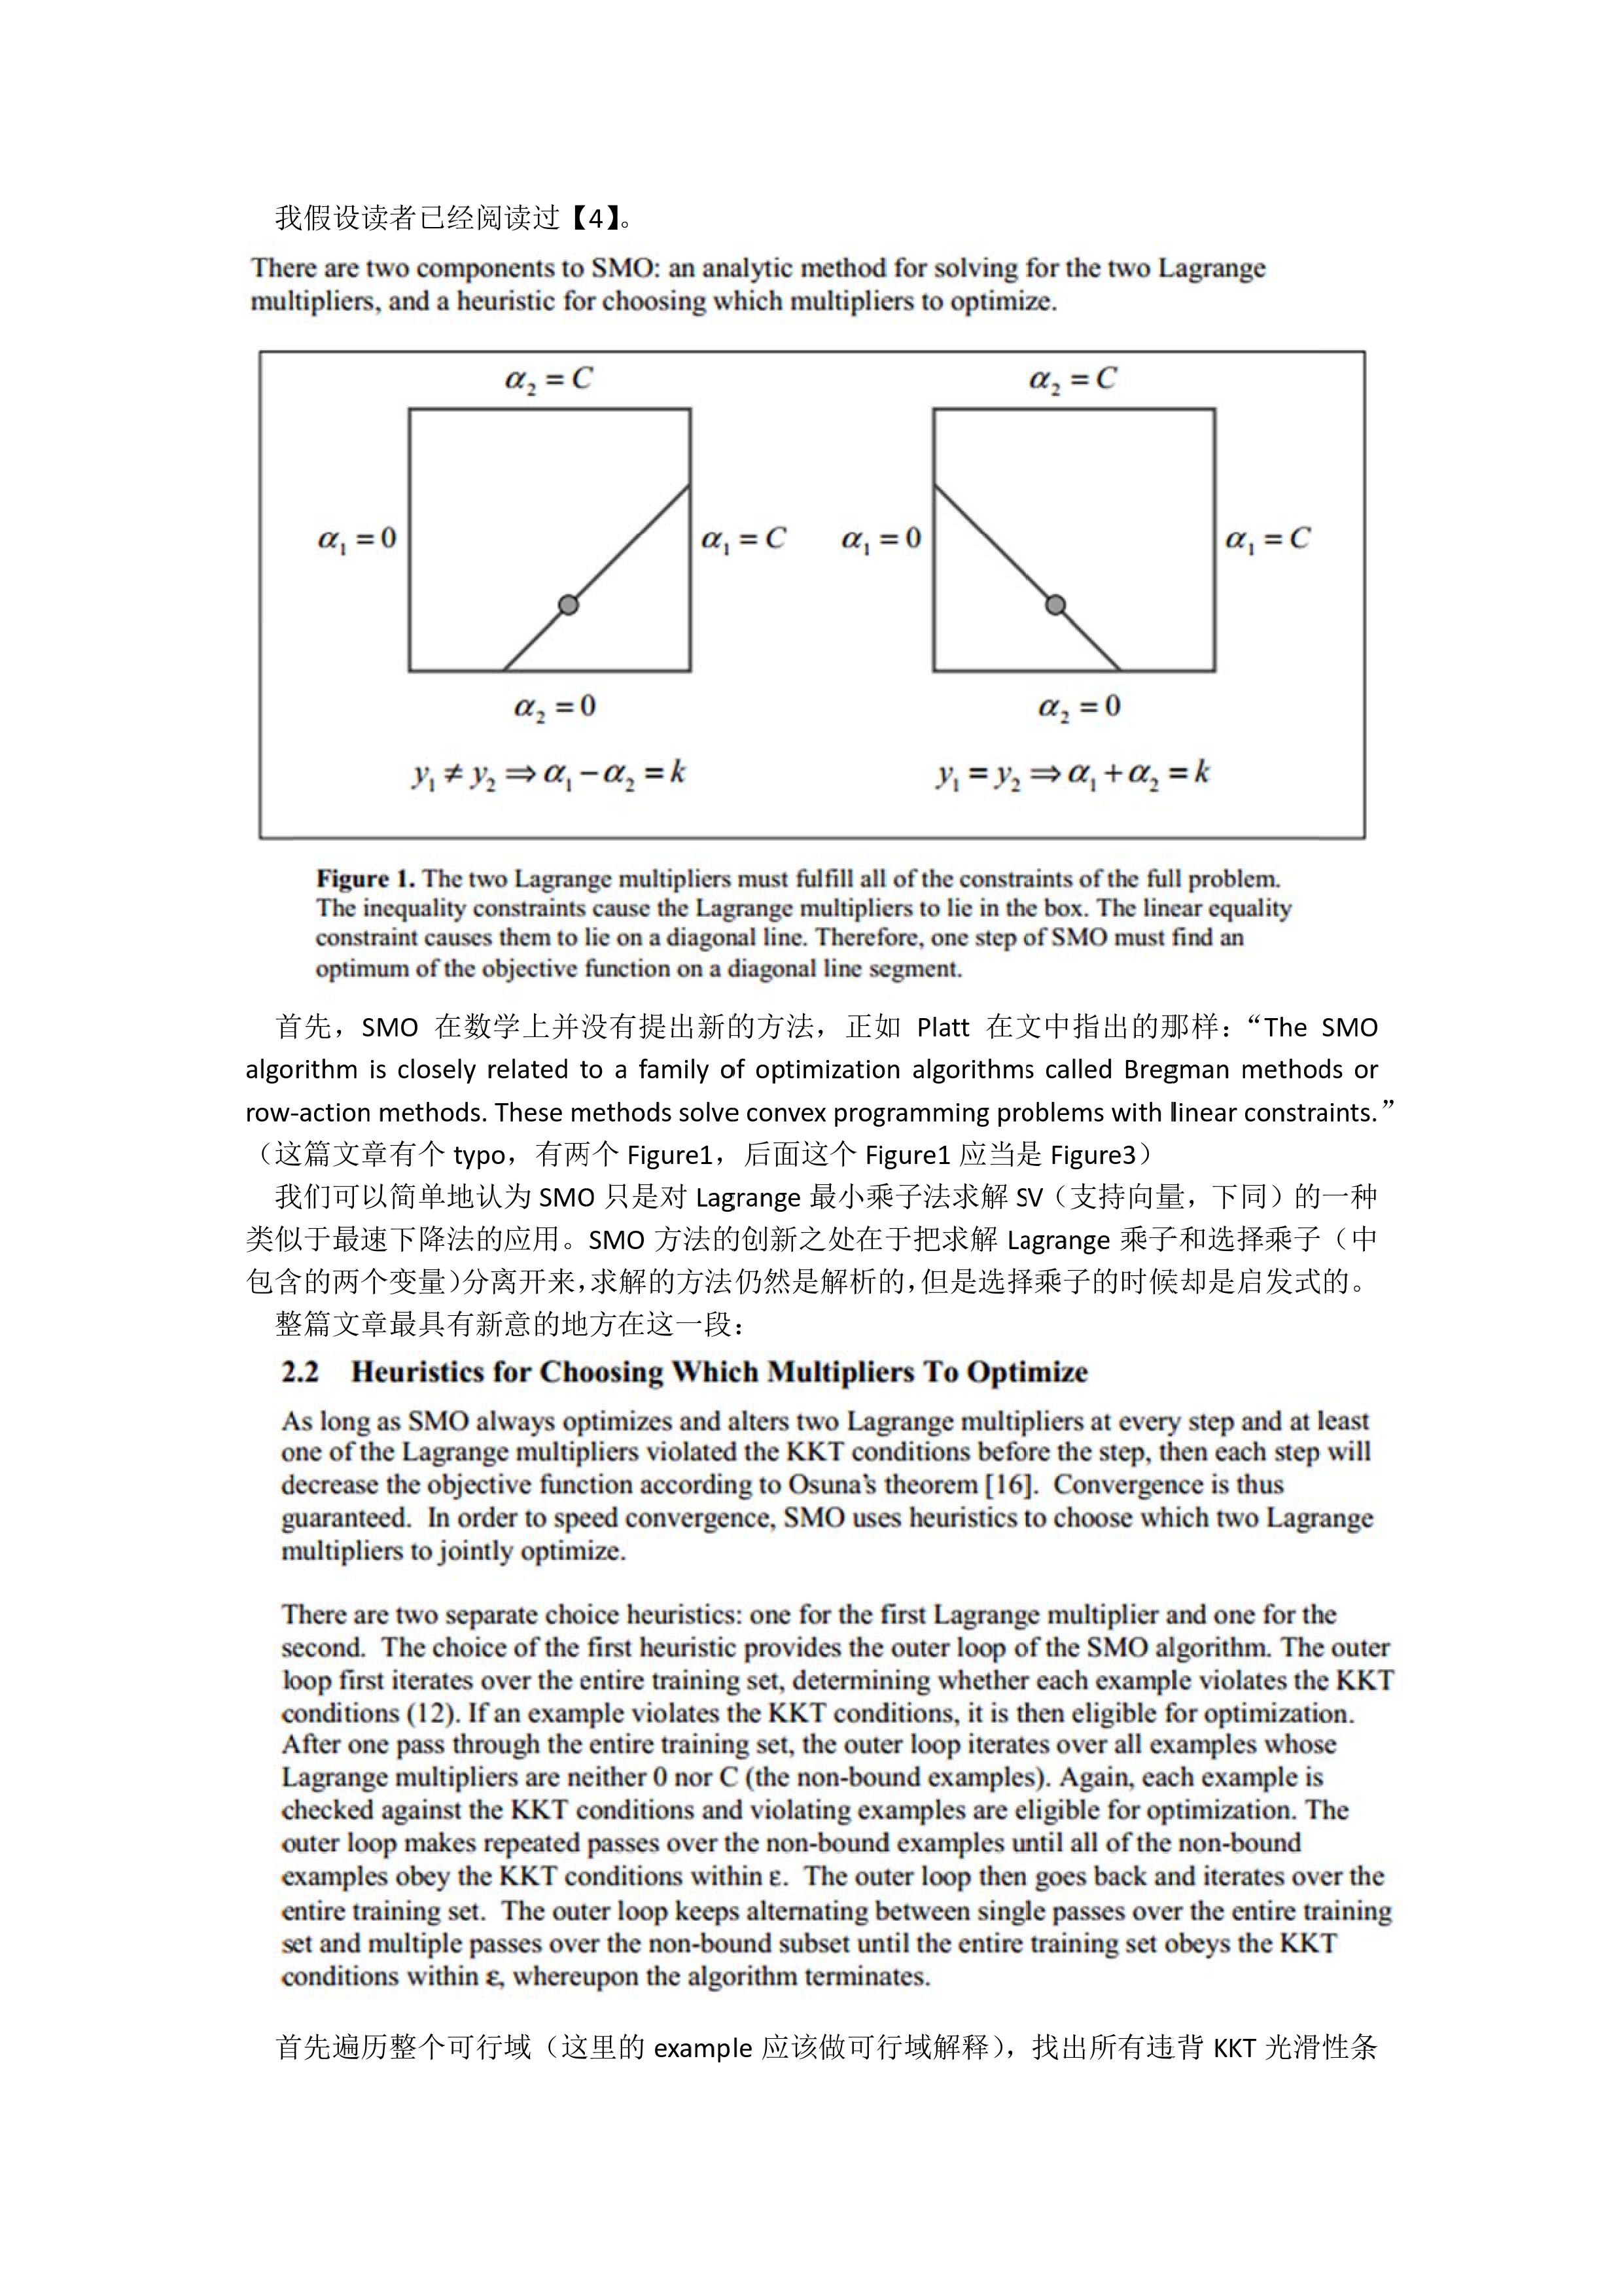 我假设读者已经阅读过【4】。
There are two components to SMO: an analytic method for solving for the two Lagrange
multipliers, and a heuristic for choosing which multipliers to optimize.
α₂ = C
α₂ = C
α₁ = 0
α₁ = C
α₁ = 0
α₁ = C
α₂ = 0
α₂ = 0
y₁ ≠ y₂ ⇒ α₁ − α₂ = k
y₁ = y₂ ⇒ α₁ + α₂ = k
Figure 1. The two Lagrange multipliers must fulfill all of the constraints of the full problem.
The inequality constraints cause the Lagrange multipliers to lie in the box. The linear equality
constraint causes them to lie on a diagonal line. Therefore, one step of SMO must find an
optimum of the objective function on a diagonal line segment.
首先，SMO 在数学上并没有提出新的方法，正如 Platt 在文中指出的那样：“The SMO
algorithm is closely related to a family of optimization algorithms called Bregman methods or
row-action methods. These methods solve convex programming problems with linear constraints.”
（这篇文章有个 typo，有两个 Figure1，后面这个 Figure1 应当是 Figure3）
我们可以简单地认为 SMO 只是对 Lagrange 最小乘子法求解 SV（支持向量，下同）的一种
类似于最速下降法的应用。SMO 方法的创新之处在于把求解 Lagrange 乘子和选择乘子（中
包含的两个变量）分离开来，求解的方法仍然是解析的，但是选择乘子的时候却是启发式的。
整篇文章最具有新意的地方在这一段：
2.2 Heuristics for Choosing Which Multipliers To Optimize
As long as SMO always optimizes and alters two Lagrange multipliers at every step and at least
one of the Lagrange multipliers violated the KKT conditions before the step, then each step will
decrease the objective function according to Osuna's theorem [16]. Convergence is thus
guaranteed. In order to speed convergence, SMO uses heuristics to choose which two Lagrange
multipliers to jointly optimize.
There are two separate choice heuristics: one for the first Lagrange multiplier and one for the
second. The choice of the first heuristic provides the outer loop of the SMO algorithm. The outer
loop first iterates over the entire training set, determining whether each example violates the KKT
conditions (12). If an example violates the KKT conditions, it is then eligible for optimization.
After one pass through the entire training set, the outer loop iterates over all examples whose
Lagrange multipliers are neither 0 nor C (the non-bound examples). Again, each example is
checked against the KKT conditions and violating examples are eligible for optimization. The
outer loop makes repeated passes over the non-bound examples until all of the non-bound
examples obey the KKT conditions within ε. The outer loop then goes back and iterates over the
entire training set. The outer loop keeps alternating between single passes over the entire training
set and multiple passes over the non-bound subset until the entire training set obeys the KKT
conditions within ε, whereupon the algorithm terminates.
首先遍历整个可行域（这里的 example 应该做可行域解释），找出所有违背 KKT 光滑性条